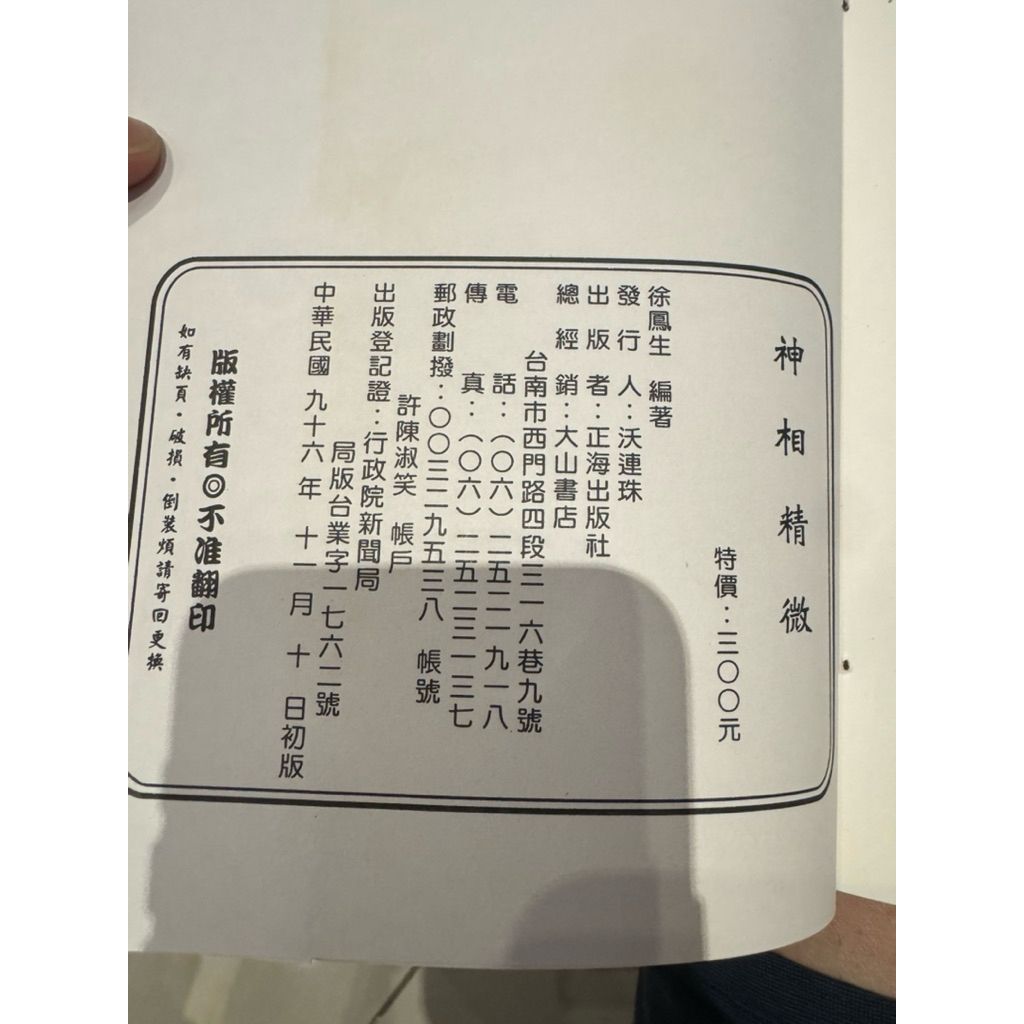 神相精微
特價：三〇〇元
徐鳳生　編著
發行人：沃連珠
出版者：正海出版社
總經銷：大山書店
台南市西門路四段三一六巷九號
電　　話：（〇六）二五二一九一八
傳　　真：（〇六）二五二三一三七
郵政劃撥：〇〇三二九五三八　帳號
許陳淑笑　帳戶
出版登記證：行政院新聞局
局版台業字一七六二號
中華民國　九十六年　十一月　十　日初版
版權所有◎不准翻印
如有缺頁．破損．倒裝煩請寄回更換